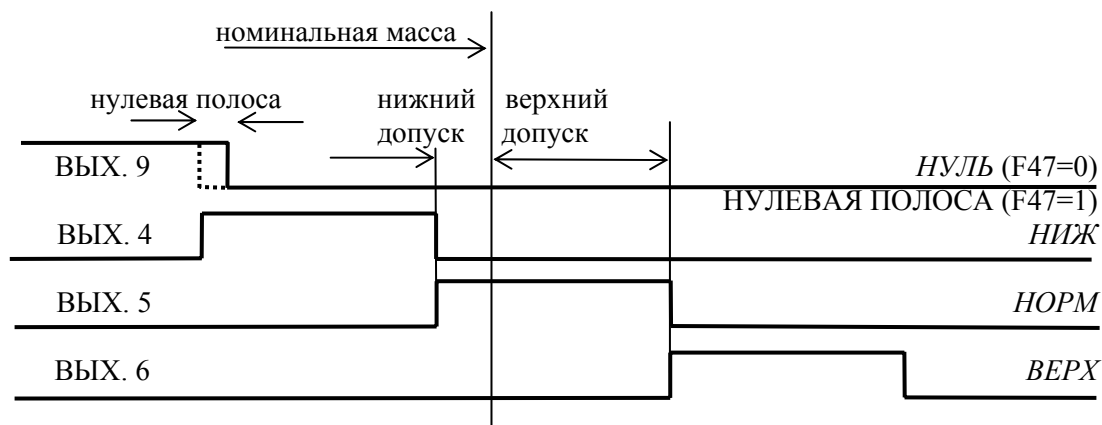 номинальная масса
нулевая полоса
нижний допуск
верхний допуск
ВЫХ. 9
НУЛЬ (F47=0)
НУЛЕВАЯ ПОЛОСА (F47=1)
ВЫХ. 4
НИЖ
ВЫХ. 5
НОРМ
ВЫХ. 6
ВЕРХ